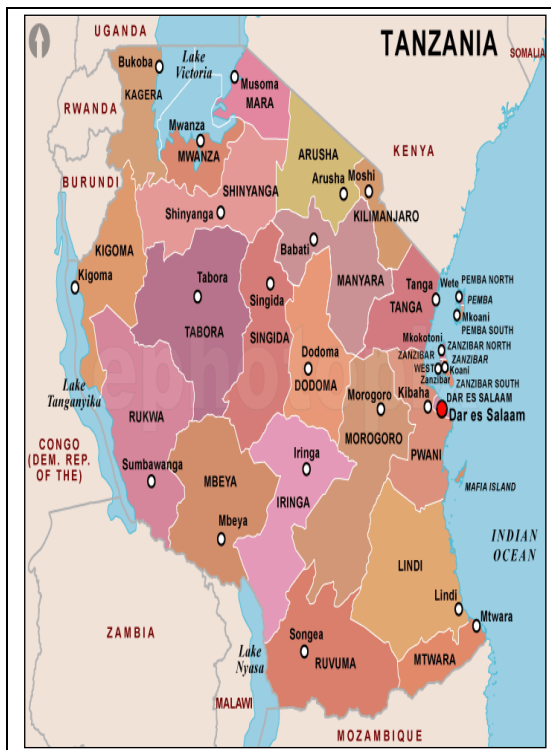 UGANDA
TANZANIA
SOMALIA
Bukoba
Lake
Victoria
KAGERA
Musoma
MARA
RWANDA
Mwanza
MWANZA
KENYA
ARUSHA
Arusha
Moshi
BURUNDI
SHINYANGA
Shinyanga
KILIMANJARO
KIGOMA
Babati
Kigoma
Tabora
Singida
MANYARA
Tanga
TANGA
Wete
PEMBA NORTH
PEMBA
Mkoani
PEMBA SOUTH
TABORA
SINGIDA
Mkokotoni
ZANZIBAR NORTH
ZANZIBAR
WEST
ZANZIBAR
Koani
Zanzibar
ZANZIBAR SOUTH
Dodoma
DODOMA
Lake
Tanganyika
RUKWA
Morogoro
MOROGORO
Kibaha
DAR ES SALAAM
Dar es Salaam
CONGO
(DEM. REP.
OF THE)
Sumbawanga
MBEYA
Mbeya
Iringa
IRINGA
PWANI
MAFIA ISLAND
INDIAN
OCEAN
LINDI
Lindi
Mtwara
MTWARA
ZAMBIA
Lake
Nyasa
Songea
RUVUMA
MALAWI
MOZAMBIQUE